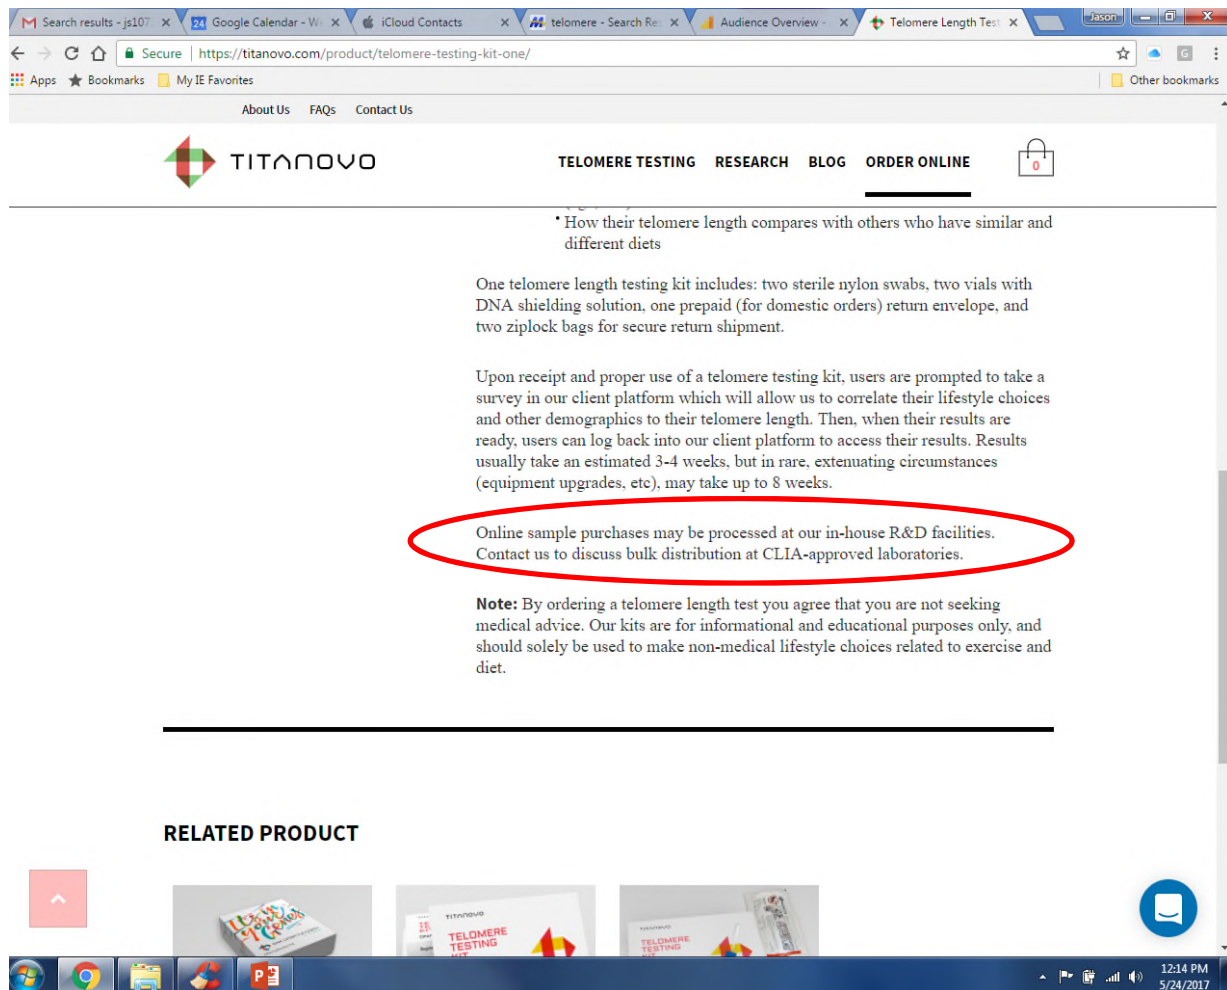 Search results - js107
24 Google Calendar - W
iCloud Contacts
telomere - Search Re
Audience Overview -
Telomere Length Test
Jason
Secure | https://titanovo.com/product/telomere-testing-kit-one/
G
Apps Bookmarks My IE Favorites Other bookmarks
About Us FAQs Contact Us
TITANOVO
TELOMERE TESTING RESEARCH BLOG ORDER ONLINE 0
• How their telomere length compares with others who have similar and
different diets
One telomere length testing kit includes: two sterile nylon swabs, two vials with
DNA shielding solution, one prepaid (for domestic orders) return envelope, and
two ziplock bags for secure return shipment.
Upon receipt and proper use of a telomere testing kit, users are prompted to take a
survey in our client platform which will allow us to correlate their lifestyle choices
and other demographics to their telomere length. Then, when their results are
ready, users can log back into our client platform to access their results. Results
usually take an estimated 3-4 weeks, but in rare, extenuating circumstances
(equipment upgrades, etc), may take up to 8 weeks.
Online sample purchases may be processed at our in-house R&D facilities.
Contact us to discuss bulk distribution at CLIA-approved laboratories.
Note: By ordering a telomere length test you agree that you are not seeking
medical advice. Our kits are for informational and educational purposes only, and
should solely be used to make non-medical lifestyle choices related to exercise and
diet.
RELATED PRODUCT
It's in
Your
Genes
TITANOVO
TELOMERE
TESTING
KIT
TELOMERE
TESTING
KIT
12:14 PM
5/24/2017